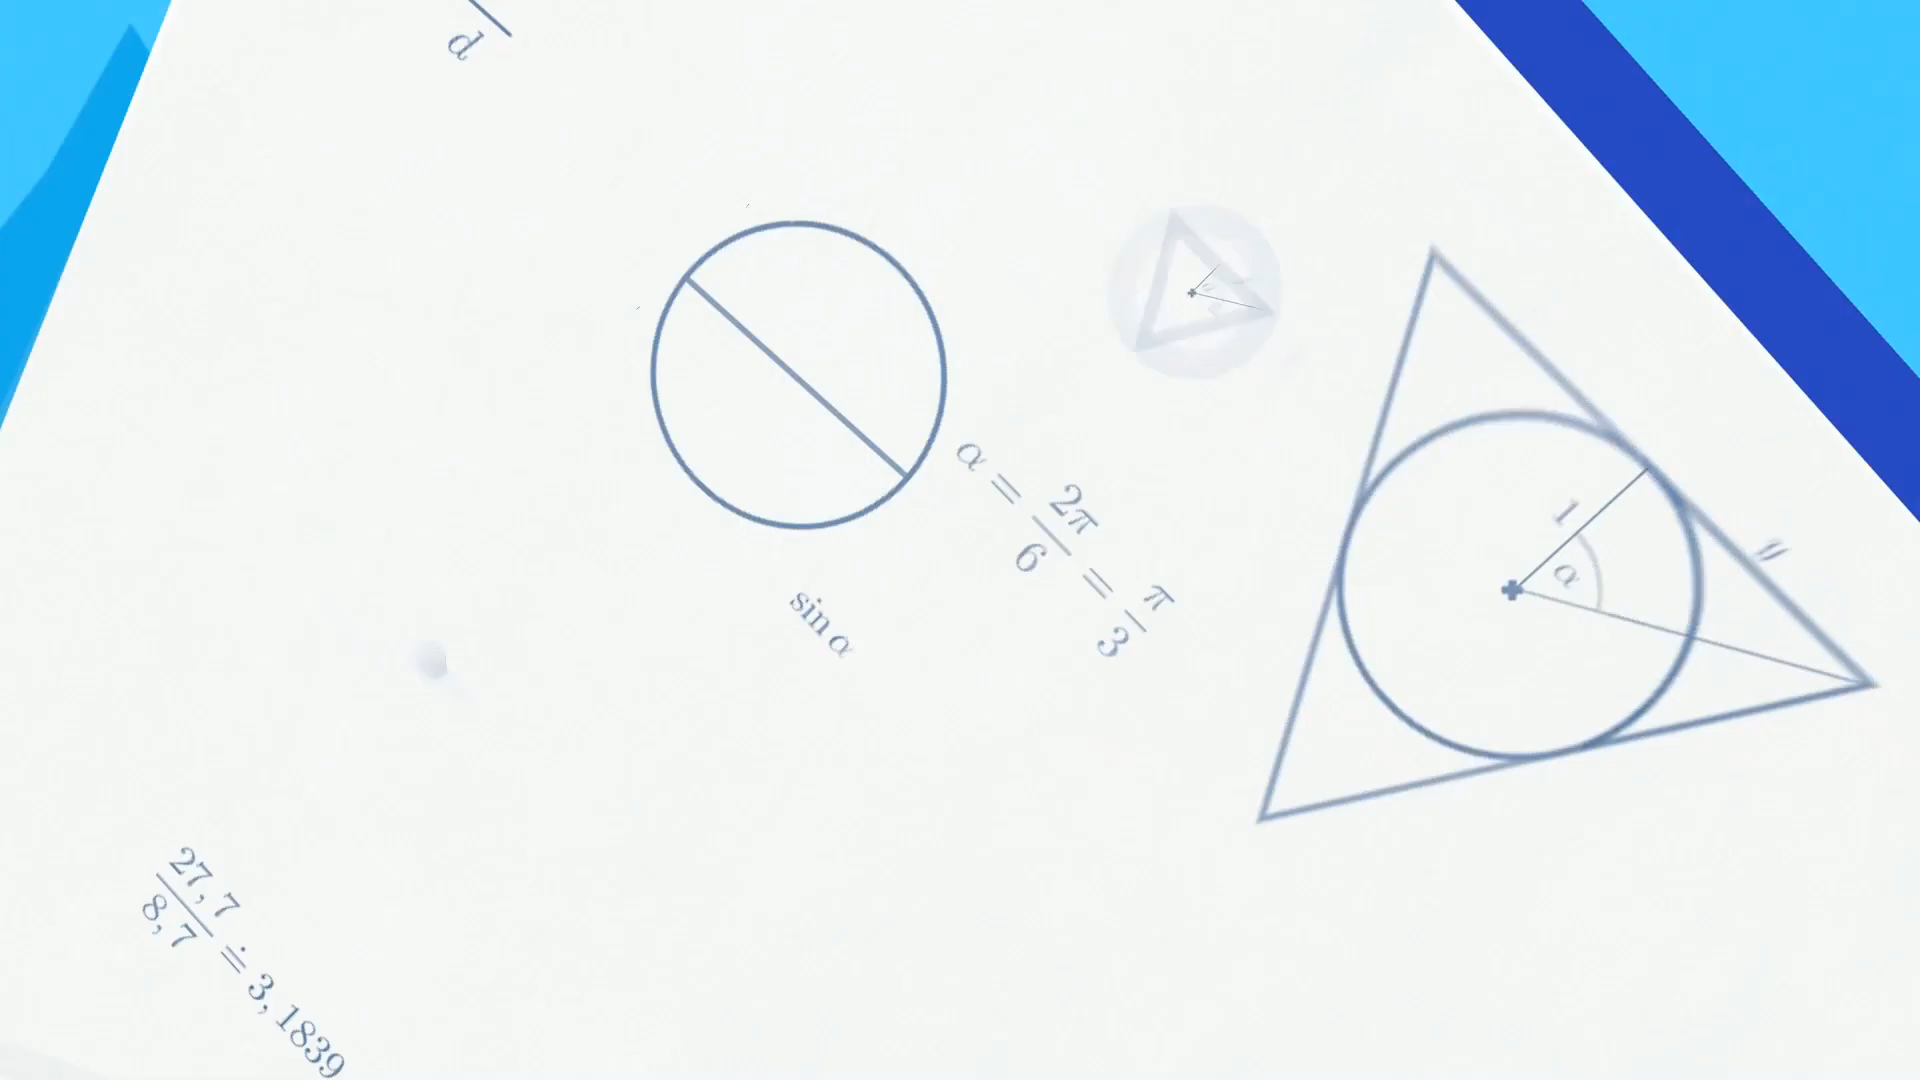 d
α = 2π/6 = π/3
sin α
1
α
y
27,7/8,7 ≐ 3,1839